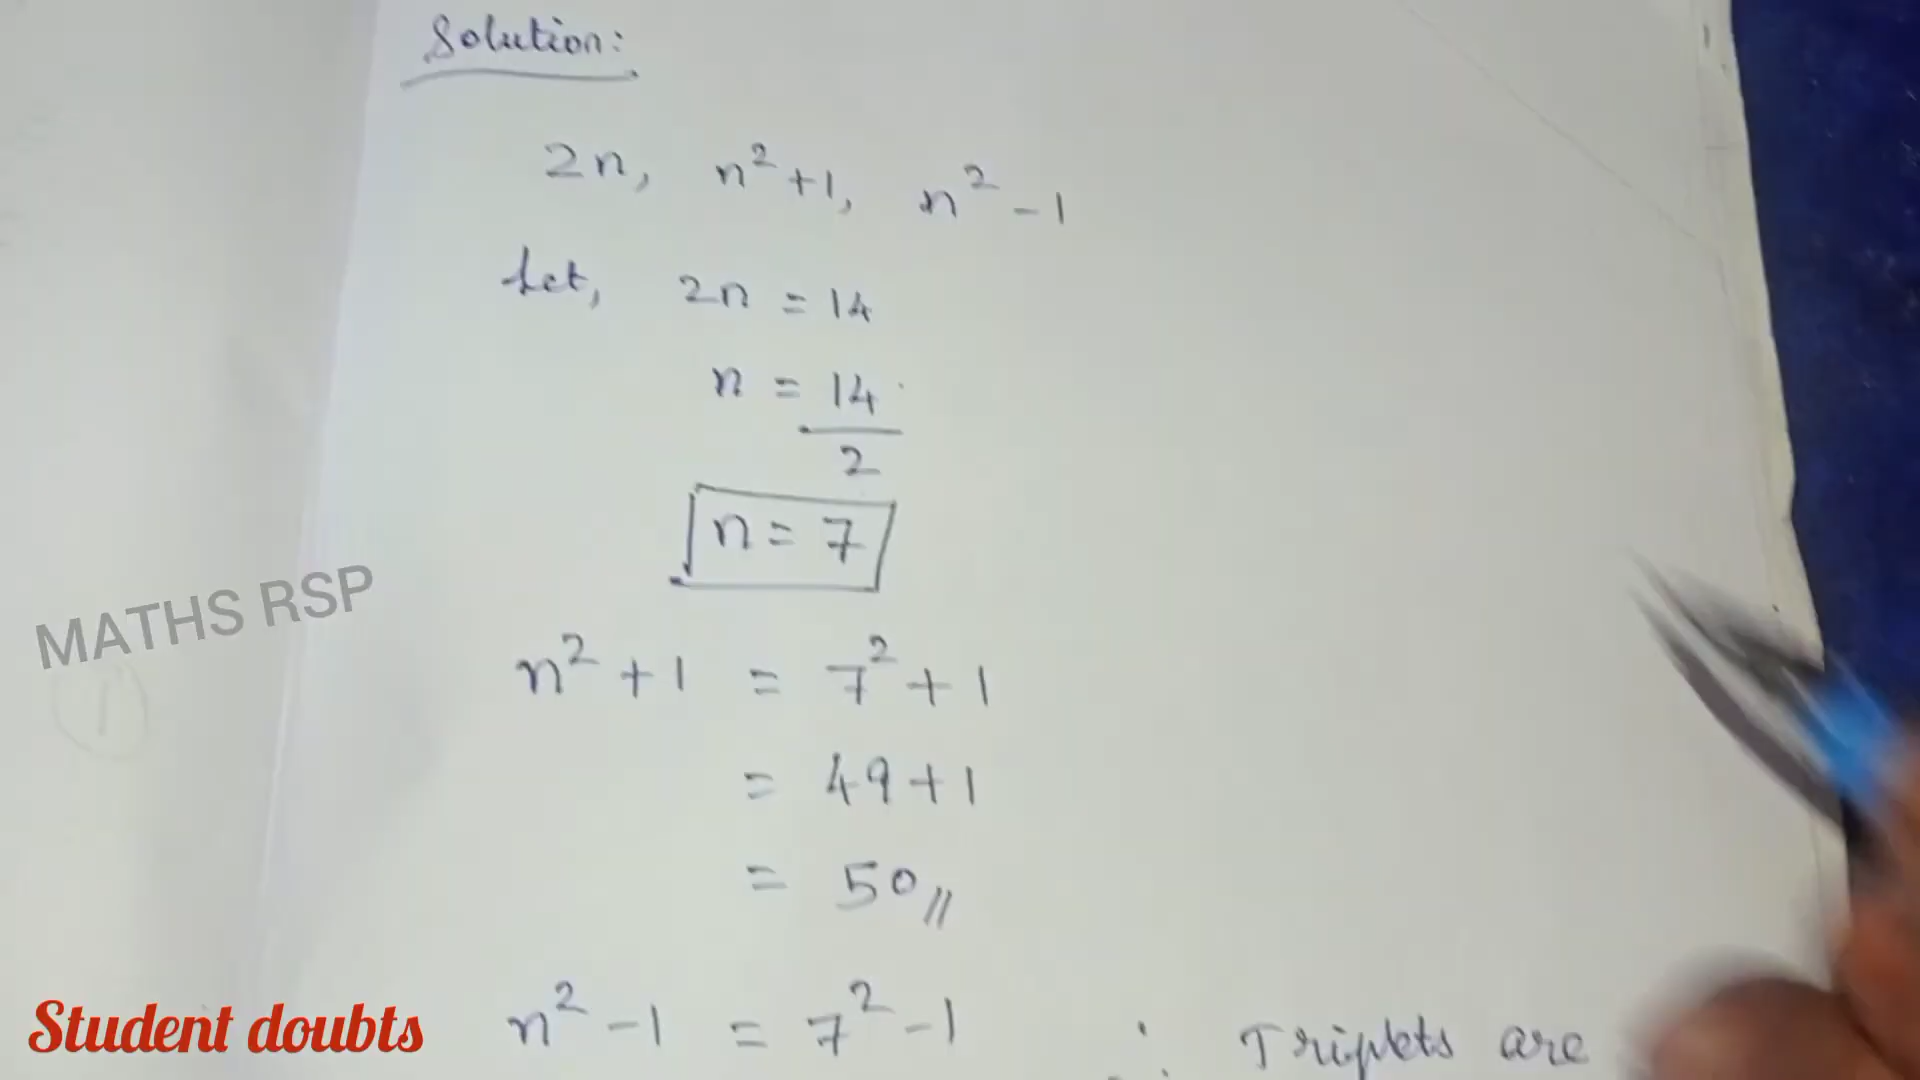 Solution:
2n, n²+1, n²-1
Let, 2n = 14
n = 14
2
n = 7
MATHS RSP
n²+1 = 7²+1
= 49+1
= 50//
n²-1 = 7²-1 ∴ Triplets are
Student doubts